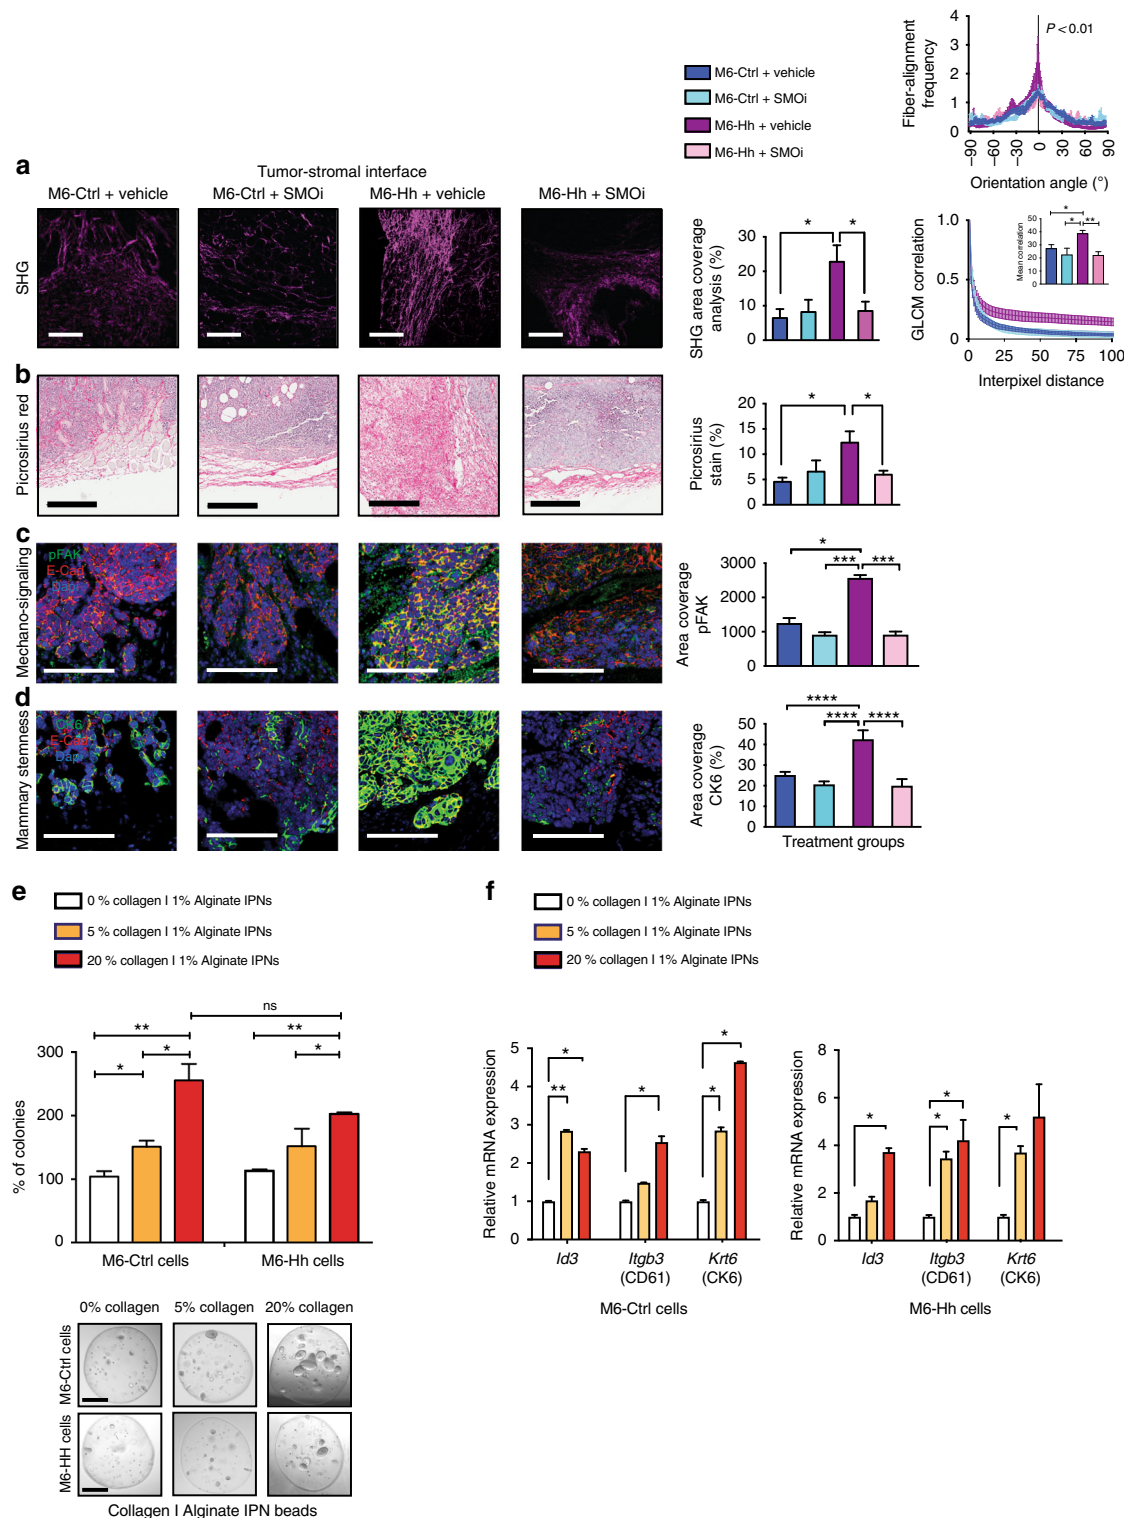 M6-Ctrl + vehicle
M6-Ctrl + SMOi
M6-Hh + vehicle
M6-Hh + SMOi
Fiber-alignment
frequency
4
3
2
1
0
P < 0.01
−90
−60
−30
0
30
60
90
Orientation angle (°)
a
Tumor-stromal interface
M6-Ctrl + vehicle M6-Ctrl + SMOi M6-Hh + vehicle M6-Hh + SMOi
SHG
SHG area coverage
analysis (%)
30
20
10
0
* *
GLCM correlation
1.0
0.5
0
0 25 50 75 100
Interpixel distance
Mean correlation
50
40
30
20
10
0
*
* **
b
Picrosirius red
Picrosirius
stain (%)
20
15
10
5
0
* *
c
Mechano-signaling
pFAK
E-Cad
Dapi
Area coverage
pFAK
3000
2000
1000
0
*
*** ***
d
Mammary stemness
CK6
E-Cad
Dapi
Area coverage
CK6 (%)
50
40
30
20
10
0
****
**** ****
Treatment groups
e
0 % collagen I 1% Alginate IPNs
5 % collagen I 1% Alginate IPNs
20 % collagen I 1% Alginate IPNs
% of colonies
300
200
100
0
ns
** **
* * *
M6-Ctrl cells M6-Hh cells
0% collagen 5% collagen 20% collagen
M6-Ctrl cells
M6-HH cells
Collagen I Alginate IPN beads
f
0 % collagen I 1% Alginate IPNs
5 % collagen I 1% Alginate IPNs
20 % collagen I 1% Alginate IPNs
Relative mRNA expression
5
4
3
2
1
0
*
**
*
*
*
Id3 Itgb3 Krt6
(CD61) (CK6)
M6-Ctrl cells
Relative mRNA expression
8
6
4
2
0
*
*
*
*
Id3 Itgb3 Krt6
(CD61) (CK6)
M6-Hh cells